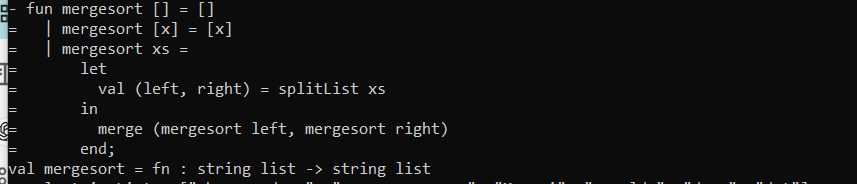 - fun mergesort [] = []
=   | mergesort [x] = [x]
=   | mergesort xs =
=       let
=         val (left, right) = splitList xs
=       in
=         merge (mergesort left, mergesort right)
=       end;
val mergesort = fn : string list -> string list